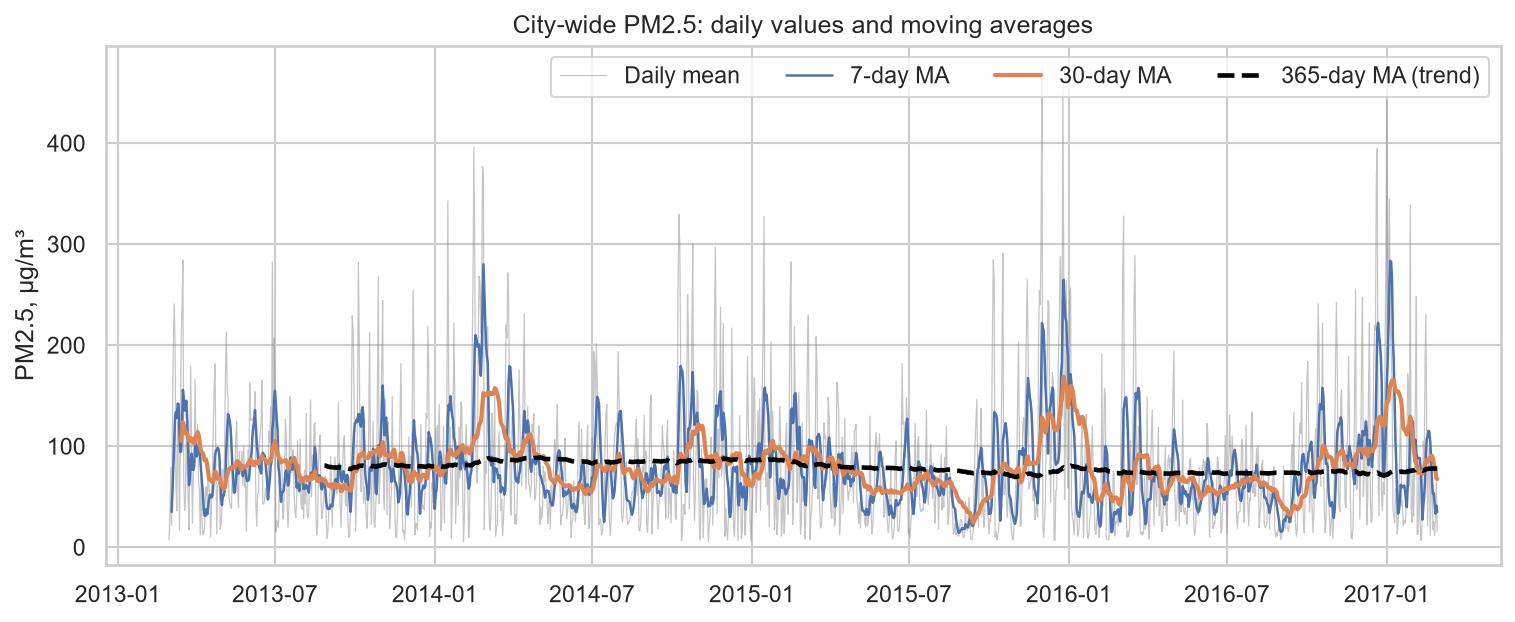 City-wide PM2.5: daily values and moving averages
Daily mean 7-day MA 30-day MA 365-day MA (trend)
PM2.5, µg/m³
400
300
200
100
0
2013-01 2013-07 2014-01 2014-07 2015-01 2015-07 2016-01 2016-07 2017-01